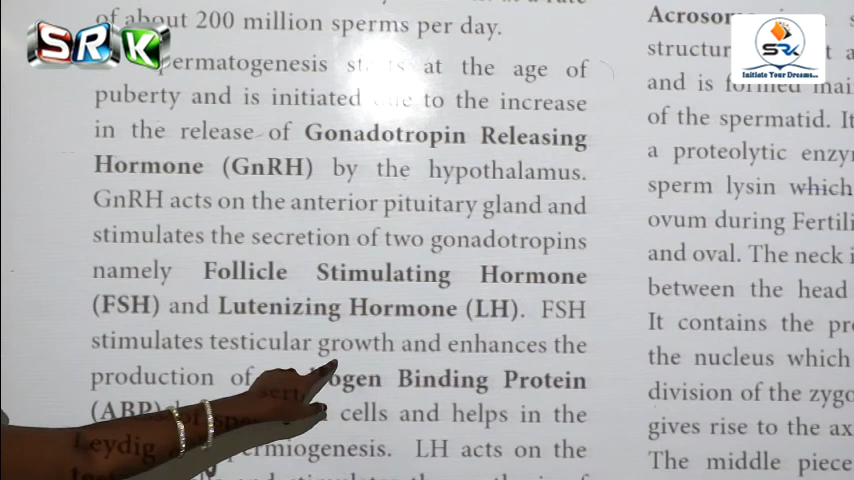 SRK
SRK
Initiate Your Dreams...
of about 200 million sperms per day.
permatogenesis at the age of
puberty and is initiated to the increase
in the release of Gonadotropin Releasing
Hormone (GnRH) by the hypothalamus.
GnRH acts on the anterior pituitary gland and
stimulates the secretion of two gonadotropins
namely Follicle Stimulating Hormone
(FSH) and Lutenizing Hormone (LH). FSH
stimulates testicular growth and enhances the
production of ogen Binding Protein
(ABP) cells and helps in the
ermiogenesis. LH acts on the
Acrosom
structur
and is formed
of the spermatid. It
a proteolytic enzy
sperm lysin which
ovum during Fertili
and oval. The neck i
between the head
It contains the pr
the nucleus which
division of the zygo
gives rise to the ax
The middle piece
Leydig